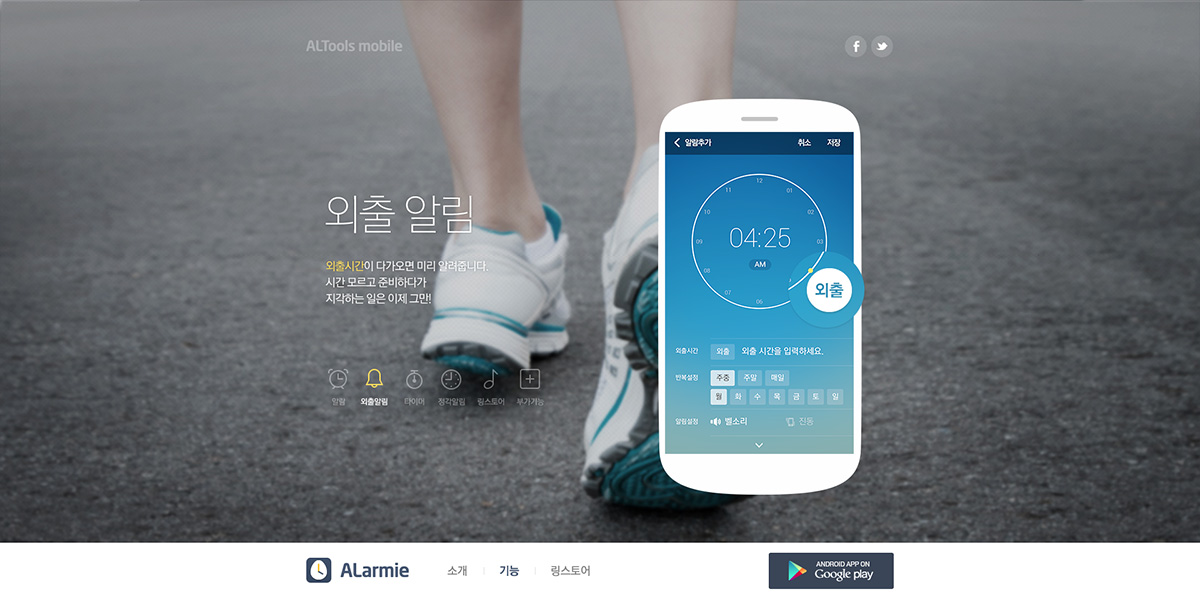 ALTools mobile
외출 알림
외출시간이 다가오면 미리 알려줍니다.
시간 모르고 준비하다가
지각하는 일은 이제 그만!
알람 외출알림 타이머 정각알림 링스토어 부가기능
알람추가 취소 저장
12
11 01
10 02
09 03
08
07 05
06
04:25
AM
외출
외출시간 외출 외출 시간을 입력하세요.
반복설정 주중 주말 매일
월 화 수 목 금 토 일
알림설정 벨소리 진동
ALarmie 소개 기능 링스토어
ANDROID APP ON
Google play